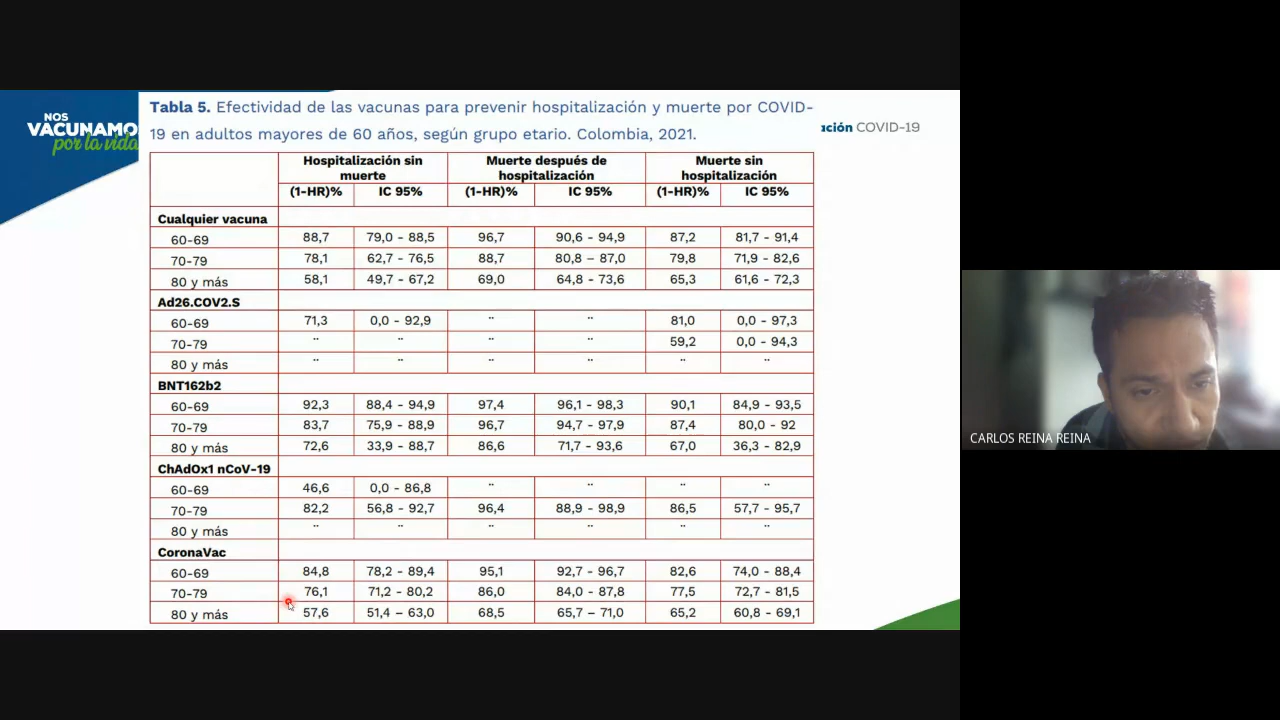 NOS
VACUNAMO
por la vida
Tabla 5. Efectividad de las vacunas para prevenir hospitalización y muerte por COVID-
19 en adultos mayores de 60 años, según grupo etario. Colombia, 2021.
COVID-19
Hospitalización sin muerte Muerte después de hospitalización Muerte sin hospitalización
(1-HR)% IC 95% (1-HR)% IC 95% (1-HR)% IC 95%
Cualquier vacuna
60-69 88,7 79,0 - 88,5 96,7 90,6 - 94,9 87,2 81,7 - 91,4
70-79 78,1 62,7 - 76,5 88,7 80,8 – 87,0 79,8 71,9 - 82,6
80 y más 58,1 49,7 - 67,2 69,0 64,8 - 73,6 65,3 61,6 - 72,3
Ad26.COV2.S
60-69 71,3 0,0 - 92,9 ¨ ¨ 81,0 0,0 - 97,3
70-79 ¨ ¨ ¨ ¨ 59,2 0,0 - 94,3
80 y más ¨ ¨ ¨ ¨ ¨ ¨
BNT162b2
60-69 92,3 88,4 - 94,9 97,4 96,1 - 98,3 90,1 84,9 - 93,5
70-79 83,7 75,9 - 88,9 96,7 94,7 - 97,9 87,4 80,0 - 92
80 y más 72,6 33,9 - 88,7 86,6 71,7 - 93,6 67,0 36,3 - 82,9
ChAdOx1 nCoV-19
60-69 46,6 0,0 - 86,8 ¨ ¨ ¨ ¨
70-79 82,2 56,8 - 92,7 96,4 88,9 - 98,9 86,5 57,7 - 95,7
80 y más ¨ ¨ ¨ ¨ ¨ ¨
CoronaVac
60-69 84,8 78,2 - 89,4 95,1 92,7 - 96,7 82,6 74,0 - 88,4
70-79 76,1 71,2 - 80,2 86,0 84,0 - 87,8 77,5 72,7 - 81,5
80 y más 57,6 51,4 – 63,0 68,5 65,7 – 71,0 65,2 60,8 - 69,1
CARLOS REINA REINA